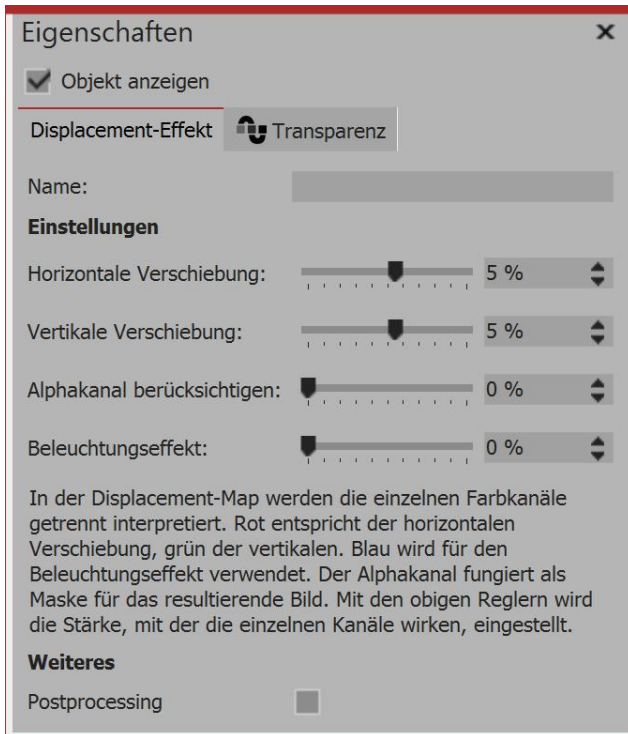 Eigenschaften
Objekt anzeigen
Displacement-Effekt Transparenz
Name:
Einstellungen
Horizontale Verschiebung: 5 %
Vertikale Verschiebung: 5 %
Alphakanal berücksichtigen: 0 %
Beleuchtungseffekt: 0 %
In der Displacement-Map werden die einzelnen Farbkanäle
getrennt interpretiert. Rot entspricht der horizontalen
Verschiebung, grün der vertikalen. Blau wird für den
Beleuchtungseffekt verwendet. Der Alphakanal fungiert als
Maske für das resultierende Bild. Mit den obigen Reglern wird
die Stärke, mit der die einzelnen Kanäle wirken, eingestellt.
Weiteres
Postprocessing